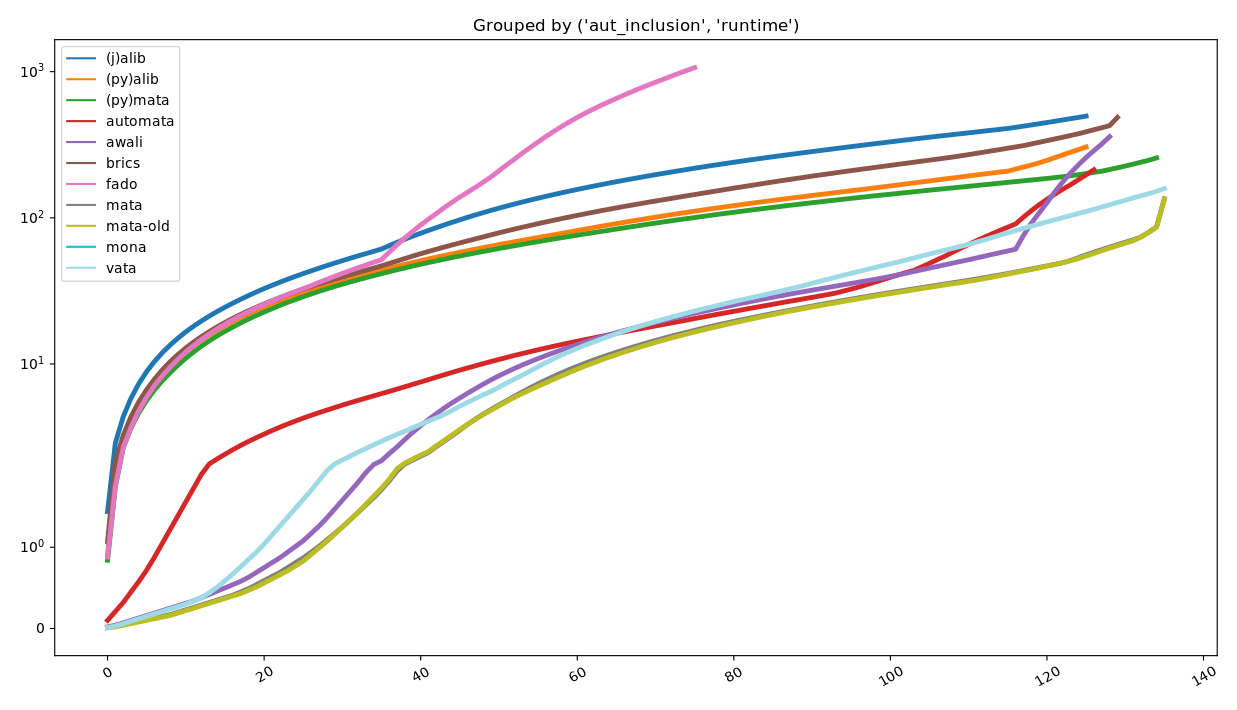 Grouped by ('aut_inclusion', 'runtime')
(j)alib
(py)alib
(py)mata
automata
awali
brics
fado
mata
mata-old
mona
vata
10³
10²
10¹
10⁰
0
0 20 40 60 80 100 120 140